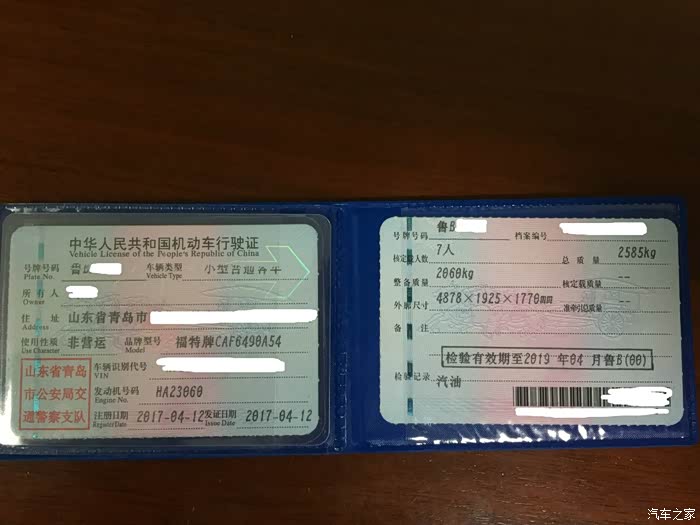 中华人民共和国机动车行驶证
Vehicle License of the People's Republic of China
号牌号码 鲁B 车辆类型 小型普通客车
Plate No. Vehicle Type
所有人
Owner
住址 山东省青岛市
Address
使用性质 非营运 品牌型号 福特牌CAF6490A54
Use Character Model
山东省青岛
市公安局交
通警察支队
车辆识别代号
VIN
发动机号码 HA23060
Engine No.
注册日期 2017-04-12 发证日期 2017-04-12
Register Date Issue Date
号牌号码 鲁B 档案编号
核定载人数 7人 总质量 2585kg
整备质量 2060kg 核定载质量 --
外廓尺寸 4878×1925×1770mm 准牵引总质量 --
备注
检验有效期至2019 年04 月鲁B(00)
检验记录 汽油
汽车之家